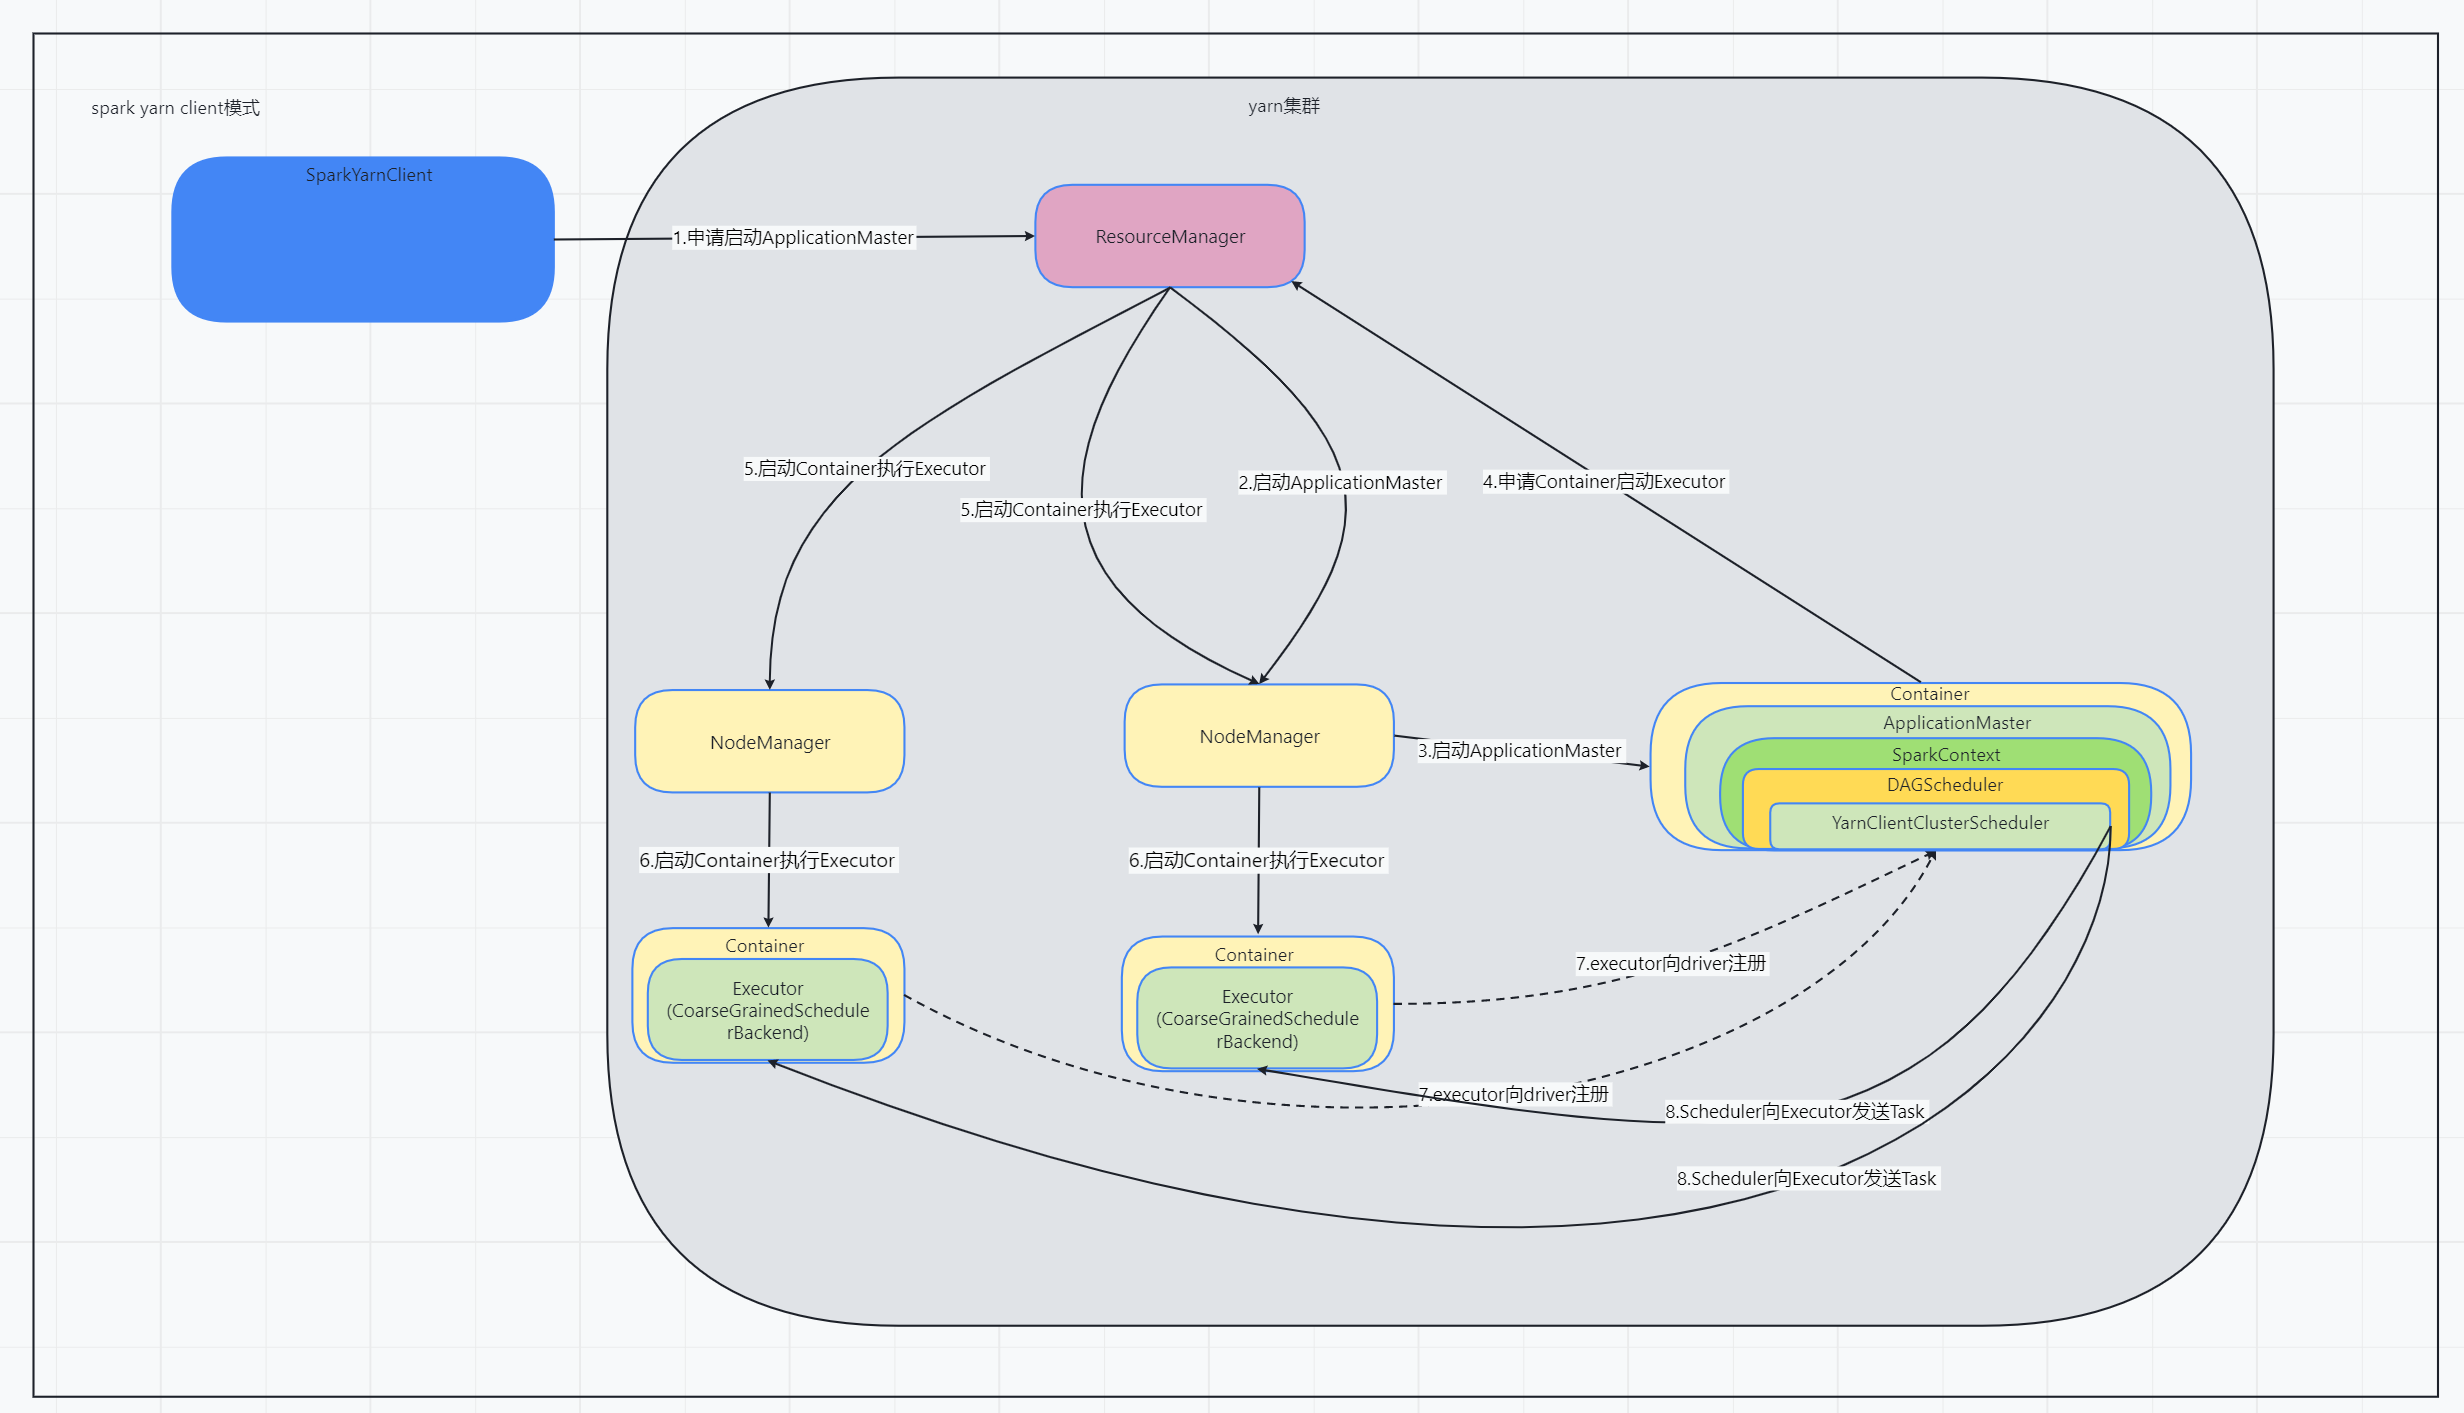 spark yarn client模式
yarn集群
SparkYarnClient
1.申请启动ApplicationMaster
ResourceManager
5.启动Container执行Executor
5.启动Container执行Executor
2.启动ApplicationMaster
4.申请Container启动Executor
NodeManager
NodeManager
3.启动ApplicationMaster
Container
ApplicationMaster
SparkContext
DAGScheduler
YarnClientClusterScheduler
6.启动Container执行Executor
6.启动Container执行Executor
Container
Executor
(CoarseGrainedSchedule
rBackend)
Container
Executor
(CoarseGrainedSchedule
rBackend)
7.executor向driver注册
7.executor向driver注册
8.Scheduler向Executor发送Task
8.Scheduler向Executor发送Task